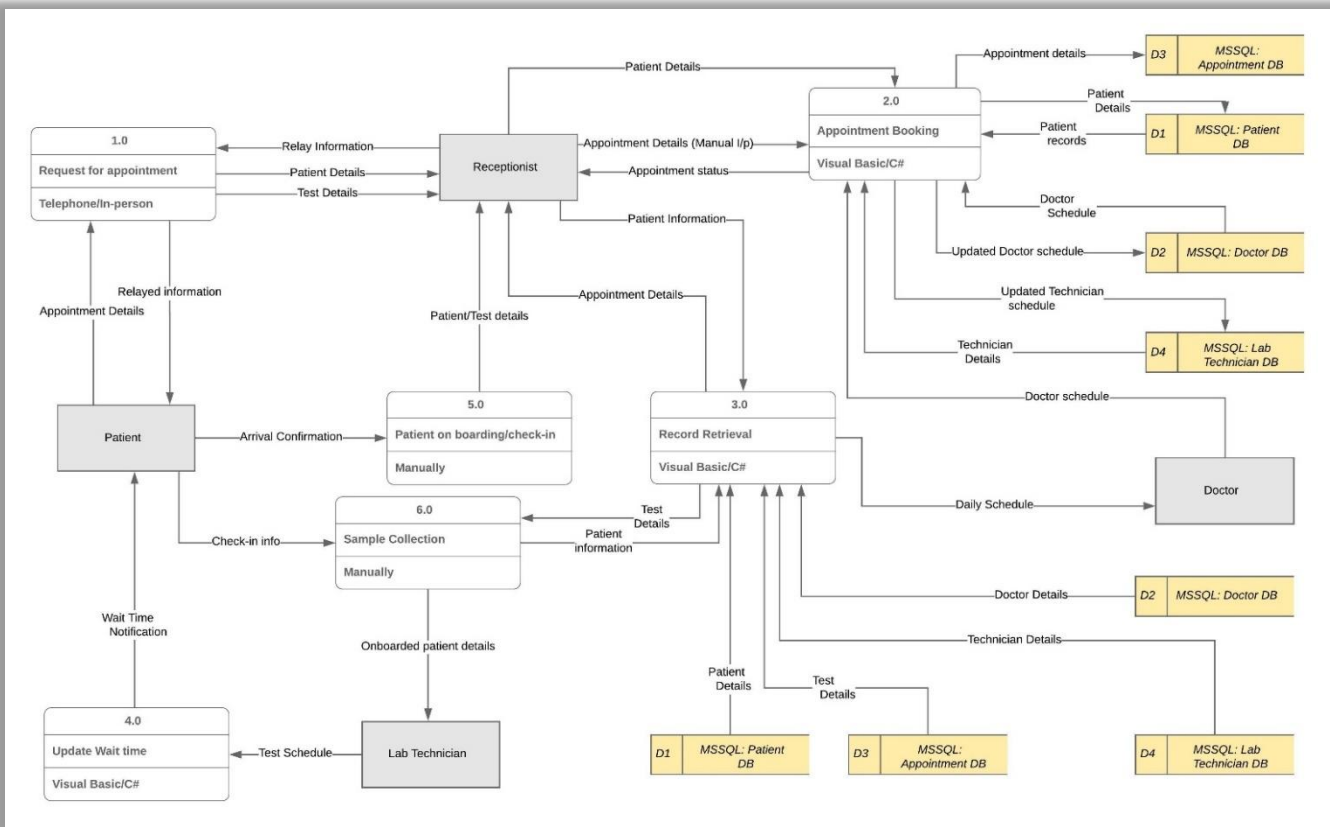 Appointment details
D3
MSSQL:
Appointment DB
Patient Details
2.0
Appointment Booking
Visual Basic/C#
Patient
Details
Patient
records
D1
MSSQL: Patient
DB
1.0
Request for appointment
Telephone/In-person
Relay Information
Patient Details
Test Details
Receptionist
Appointment Details (Manual I/p)
Appointment status
Doctor
Schedule
Patient Information
Updated Doctor schedule
D2
MSSQL: Doctor DB
Relayed information
Appointment Details
Appointment Details
Patient/Test details
Updated Technician
schedule
Technician
Details
D4
MSSQL: Lab
Technician DB
Doctor schedule
Patient
Arrival Confirmation
5.0
Patient on boarding/check-in
Manually
3.0
Record Retrieval
Visual Basic/C#
Doctor
Daily Schedule
6.0
Sample Collection
Manually
Test
Details
Patient
information
Check-in info
Doctor Details
D2
MSSQL: Doctor DB
Wait Time
Notification
Onboarded patient details
Technician Details
Patient
Details
Test
Details
4.0
Update Wait time
Visual Basic/C#
Test Schedule
Lab Technician
D1
MSSQL: Patient
DB
D3
MSSQL:
Appointment DB
D4
MSSQL: Lab
Technician DB